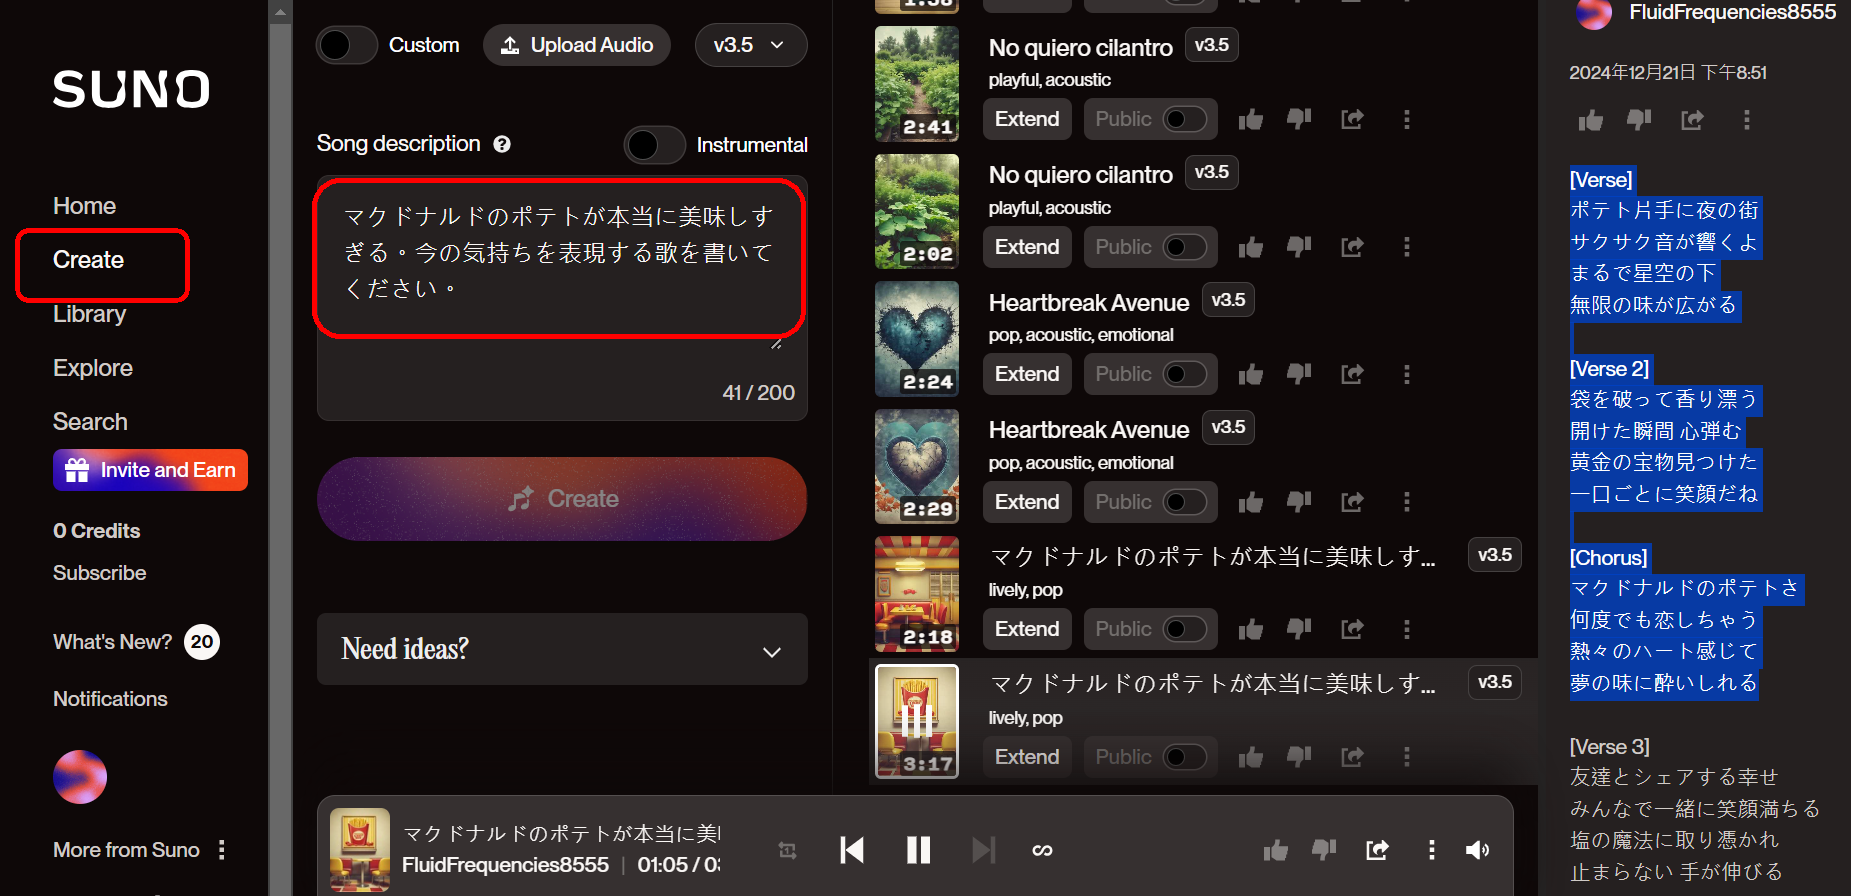 SUNO
Home
Create
Library
Explore
Search
Invite and Earn
0 Credits
Subscribe
What's New? 20
Notifications
More from Suno
Custom
Upload Audio
v3.5
Song description
Instrumental
マクドナルドのポテトが本当に美味しす
ぎる。今の気持ちを表現する歌を書いて
ください。
41 / 200
Create
Need ideas?
1:58
No quiero cilantro v3.5
playful, acoustic
2:41
Extend
Public
No quiero cilantro v3.5
playful, acoustic
2:02
Extend
Public
Heartbreak Avenue v3.5
pop, acoustic, emotional
2:24
Extend
Public
Heartbreak Avenue v3.5
pop, acoustic, emotional
2:29
Extend
Public
マクドナルドのポテトが本当に美味しす... v3.5
lively, pop
2:18
Extend
Public
マクドナルドのポテトが本当に美味しす... v3.5
lively, pop
3:17
Extend
Public
マクドナルドのポテトが本当に美
FluidFrequencies8555 | 01:05 /
FluidFrequencies8555
2024年12月21日 下午8:51
[Verse]
ポテト片手に夜の街
サクサク音が響くよ
まるで星空の下
無限の味が広がる
[Verse 2]
袋を破って香り漂う
開けた瞬間 心弾む
黄金の宝物見つけた
一口ごとに笑顔だね
[Chorus]
マクドナルドのポテトさ
何度でも恋しちゃう
熱々のハート感じて
夢の味に酔いしれる
[Verse 3]
友達とシェアする幸せ
みんなで一緒に笑顔満ちる
塩の魔法に取り憑かれ
止まらない 手が伸びる